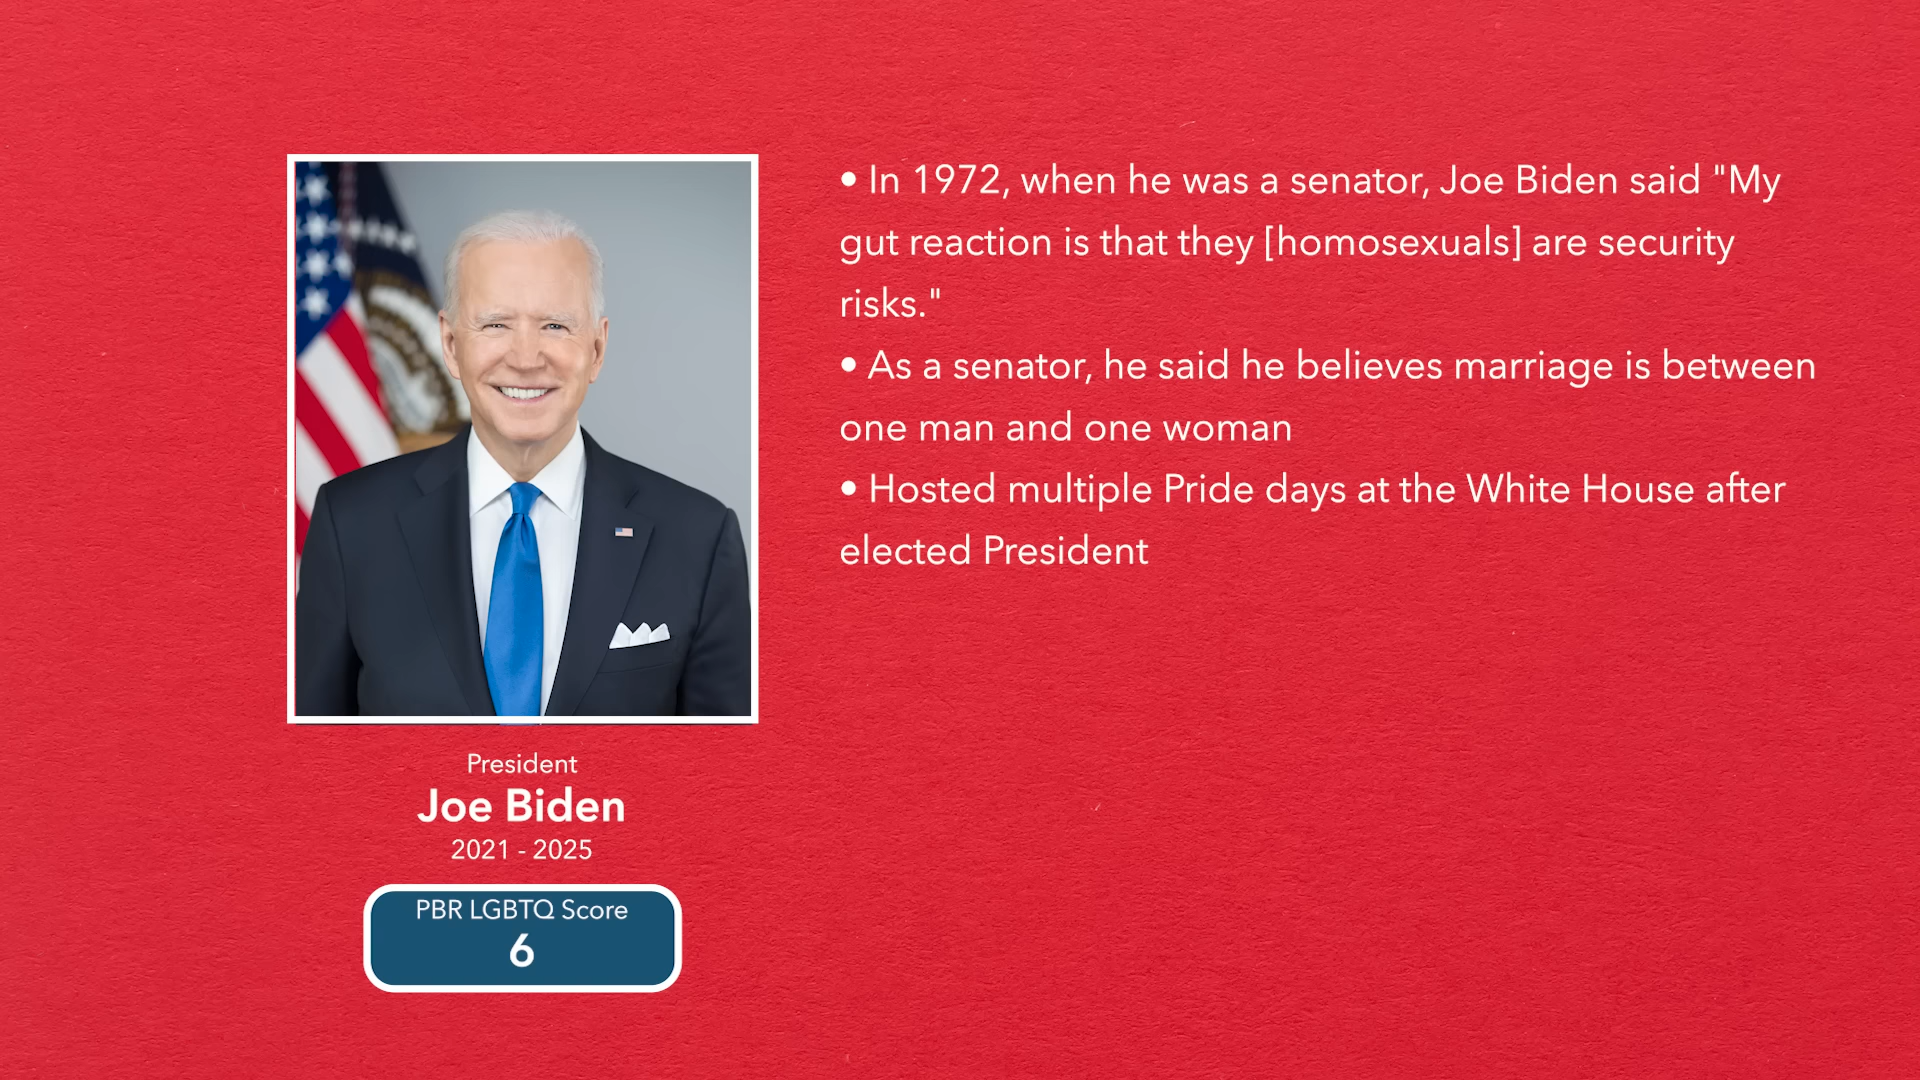 • In 1972, when he was a senator, Joe Biden said "My
gut reaction is that they [homosexuals] are security
risks."
• As a senator, he said he believes marriage is between
one man and one woman
• Hosted multiple Pride days at the White House after
elected President
President
Joe Biden
2021 - 2025
PBR LGBTQ Score
6